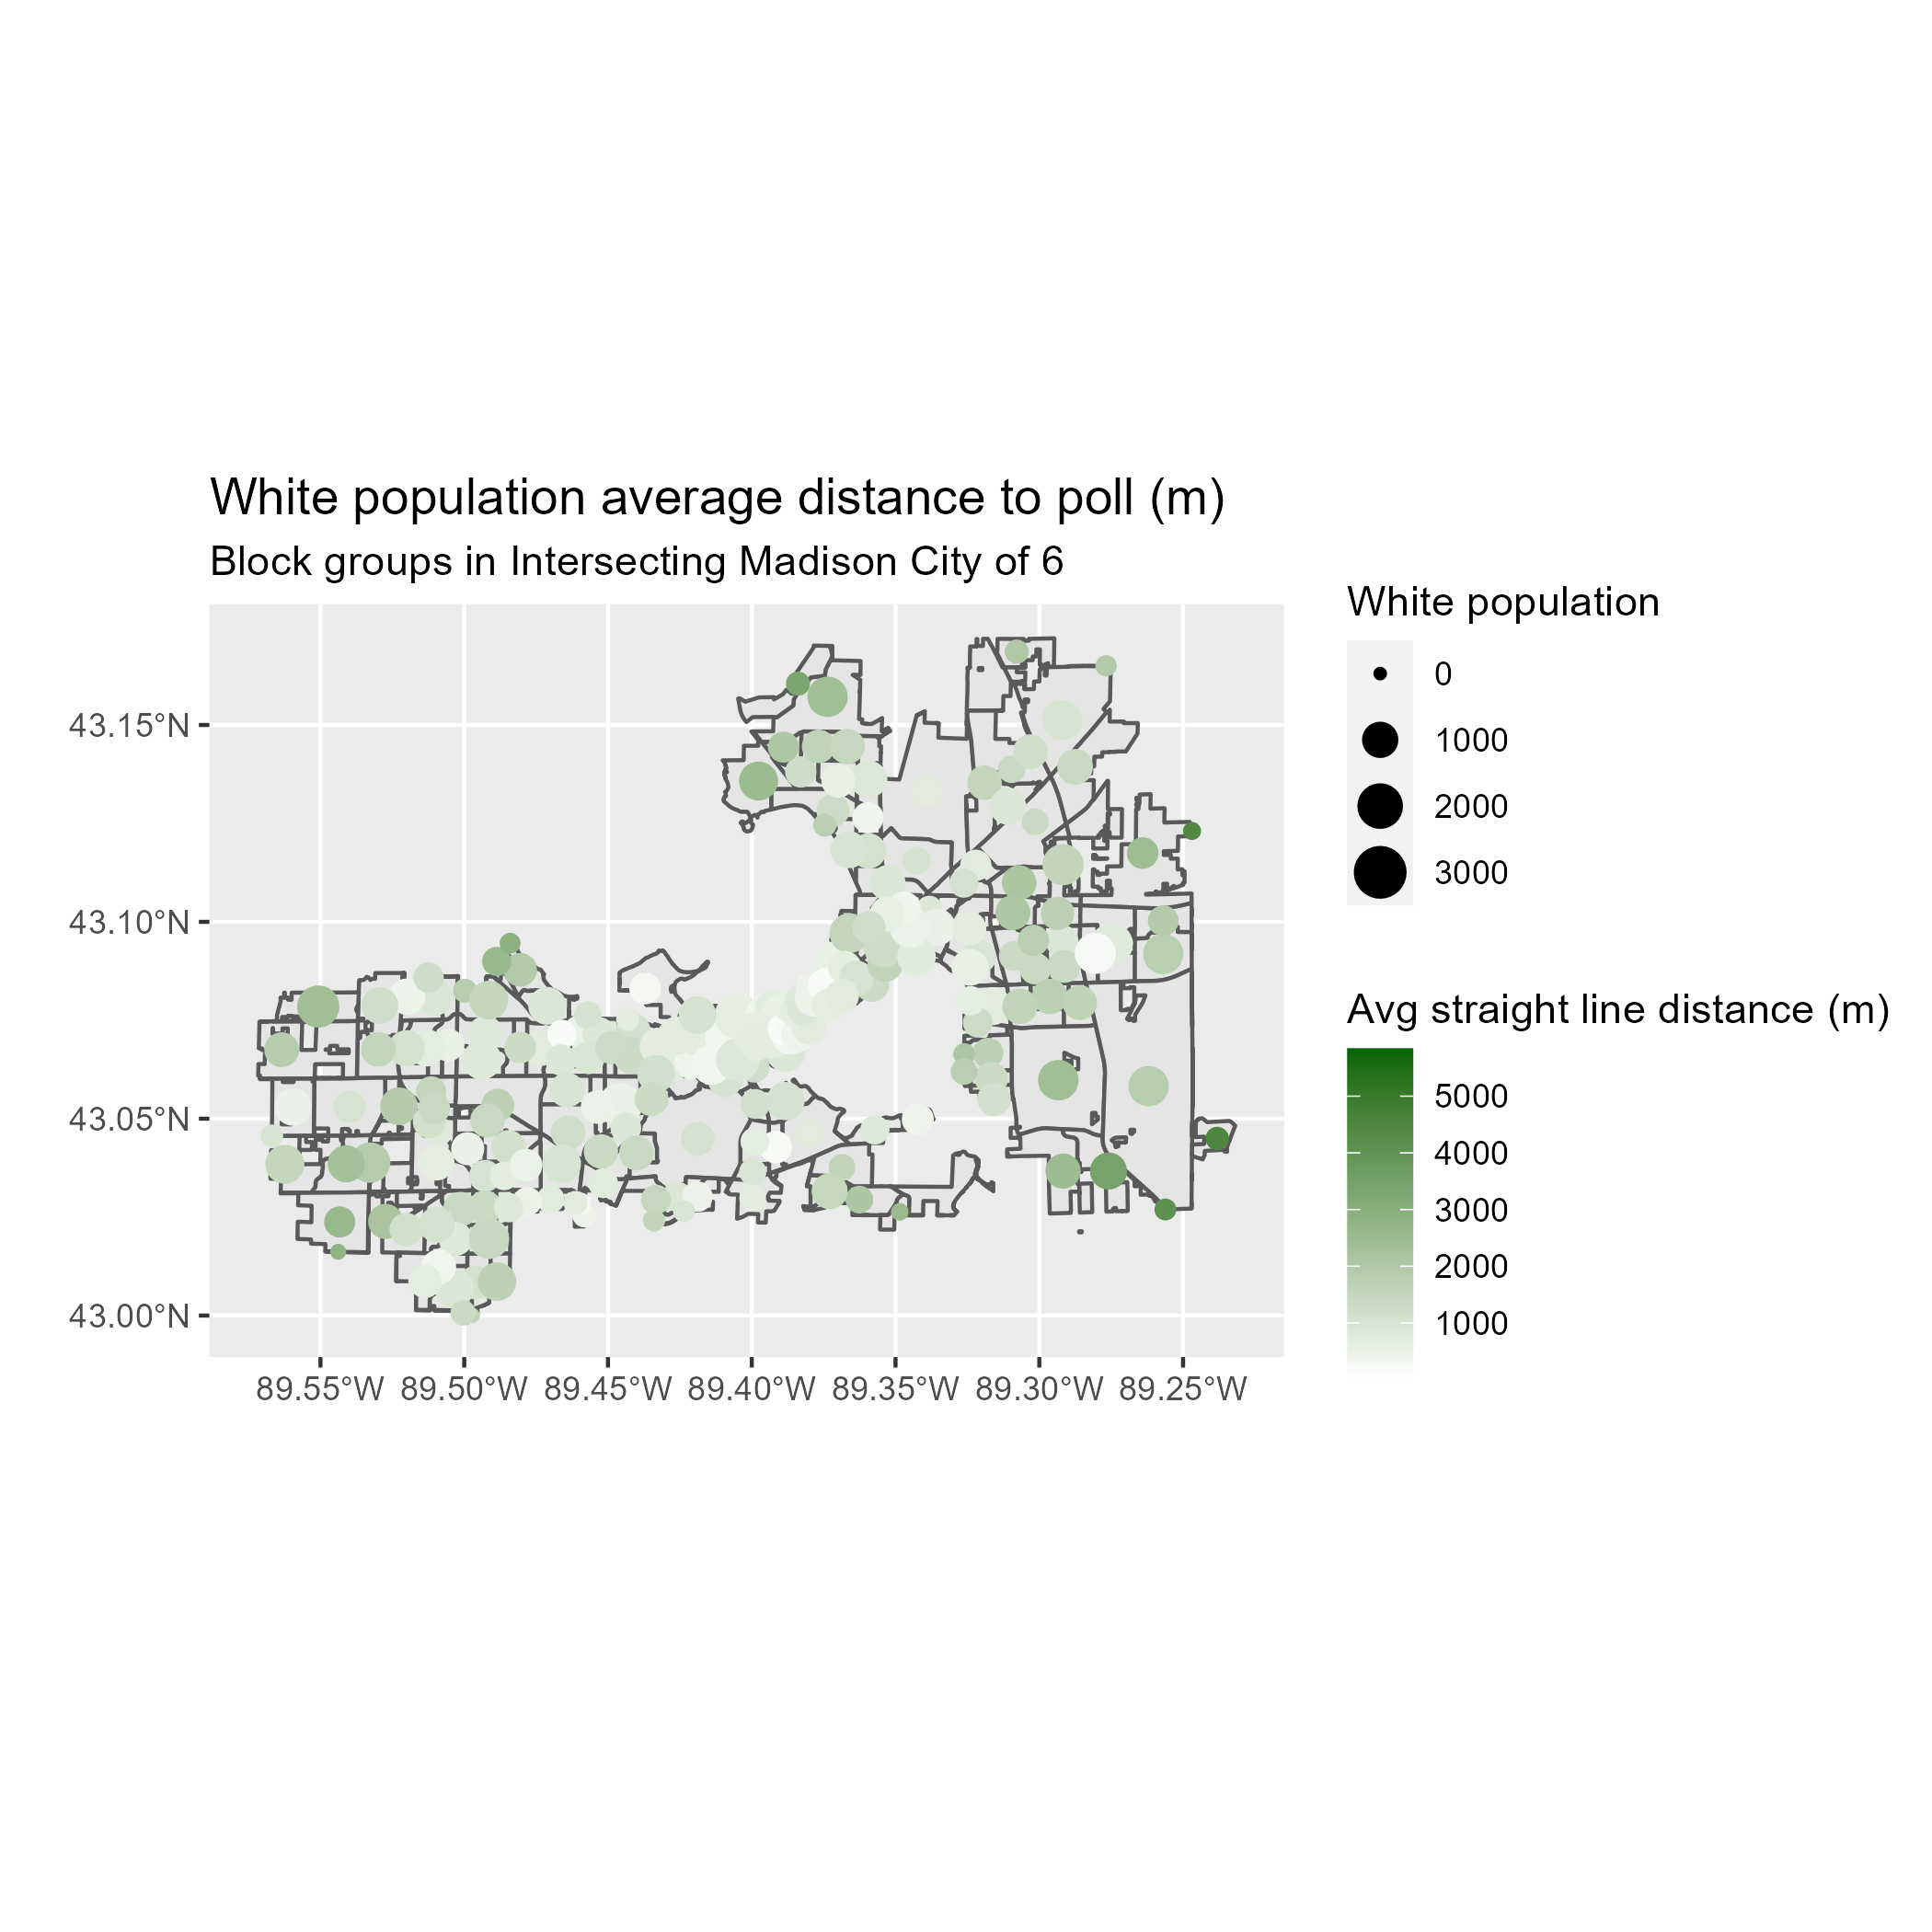 White population average distance to poll (m)
Block groups in Intersecting Madison City of 6
White population
0
1000
2000
3000
Avg straight line distance (m)
5000
4000
3000
2000
1000
43.15°N
43.10°N
43.05°N
43.00°N
89.55°W 89.50°W 89.45°W 89.40°W 89.35°W 89.30°W 89.25°W